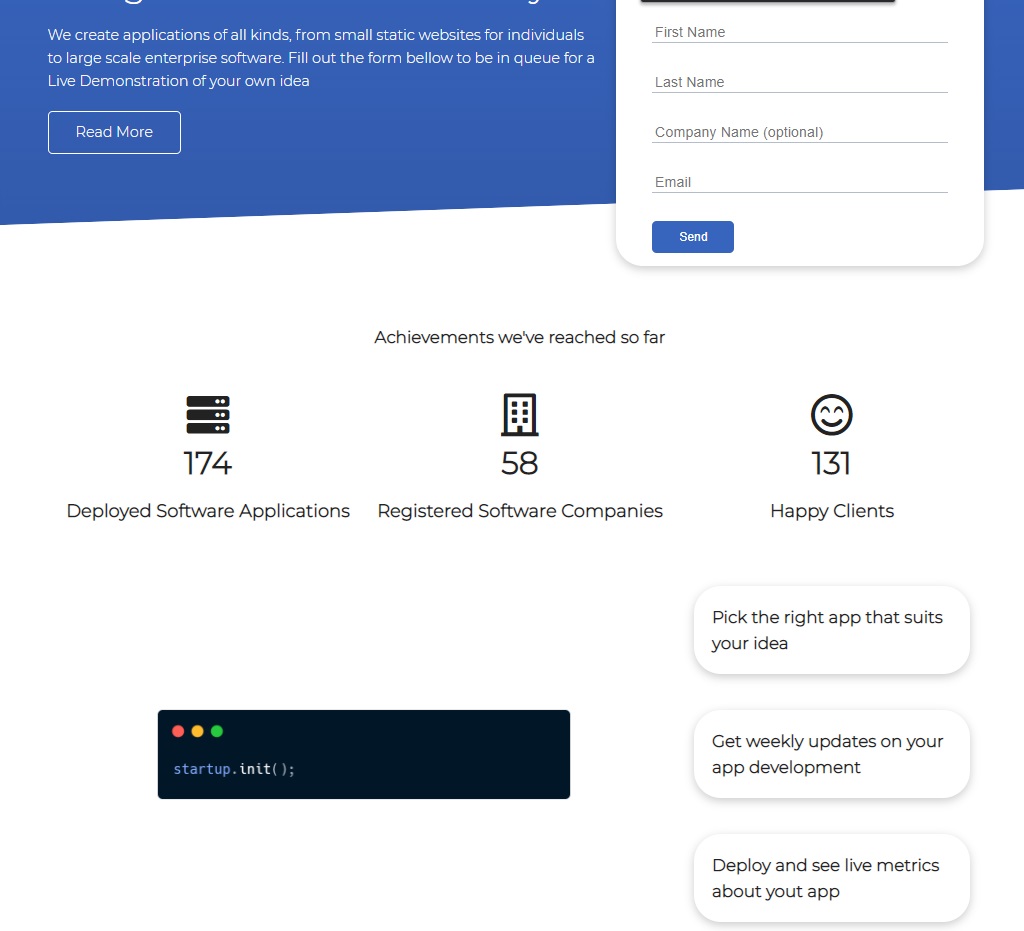 We create applications of all kinds, from small static websites for individuals
to large scale enterprise software. Fill out the form bellow to be in queue for a
Live Demonstration of your own idea
Read More
First Name
Last Name
Company Name (optional)
Email
Send
Achievements we've reached so far
174
Deployed Software Applications
58
Registered Software Companies
131
Happy Clients
startup.init();
Pick the right app that suits
your idea
Get weekly updates on your
app development
Deploy and see live metrics
about yout app